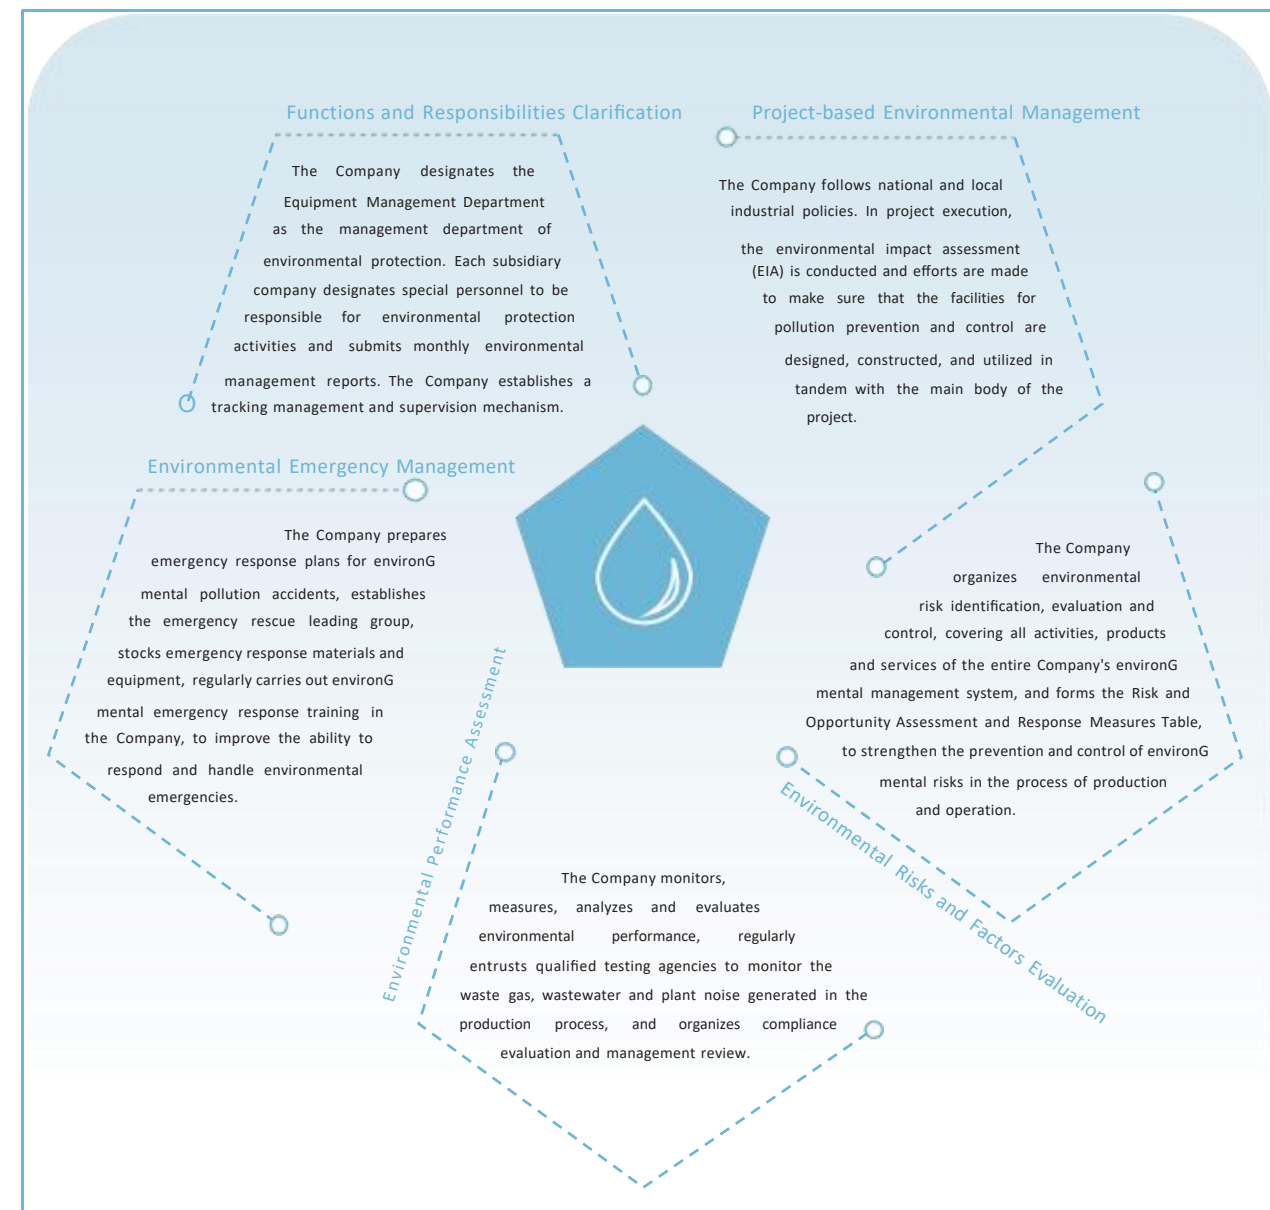 Functions and Responsibilities Clarification
The Company designates the
Equipment Management Department
as the management department of
environmental protection. Each subsidiary
company designates special personnel to be
responsible for environmental protection
activities and submits monthly environmental
management reports. The Company establishes a
tracking management and supervision mechanism.
Project-based Environmental Management
The Company follows national and local
industrial policies. In project execution,
the environmental impact assessment
(EIA) is conducted and efforts are made
to make sure that the facilities for
pollution prevention and control are
designed, constructed, and utilized in
tandem with the main body of the
project.
Environmental Emergency Management
The Company prepares
emergency response plans for environG
mental pollution accidents, establishes
the emergency rescue leading group,
stocks emergency response materials and
equipment, regularly carries out environG
mental emergency response training in
the Company, to improve the ability to
respond and handle environmental
emergencies.
The Company
organizes environmental
risk identification, evaluation and
control, covering all activities, products
and services of the entire Company's environG
mental management system, and forms the Risk and
Opportunity Assessment and Response Measures Table,
to strengthen the prevention and control of environG
mental risks in the process of production
and operation.
Environmental Risks and Factors Evaluation
Environmental Performance Assessment
The Company monitors,
measures, analyzes and evaluates
environmental performance, regularly
entrusts qualified testing agencies to monitor the
waste gas, wastewater and plant noise generated in the
production process, and organizes compliance
evaluation and management review.